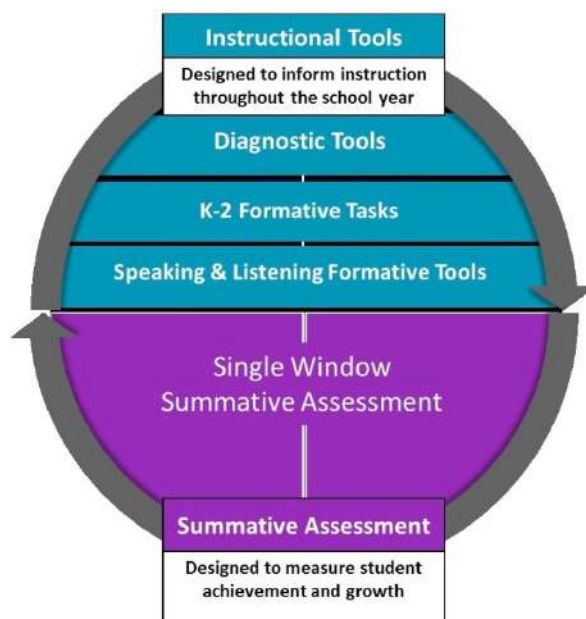 Instructional Tools
Designed to inform instruction
throughout the school year
Diagnostic Tools
K-2 Formative Tasks
Speaking & Listening Formative Tools
Single Window
Summative Assessment
Summative Assessment
Designed to measure student
achievement and growth